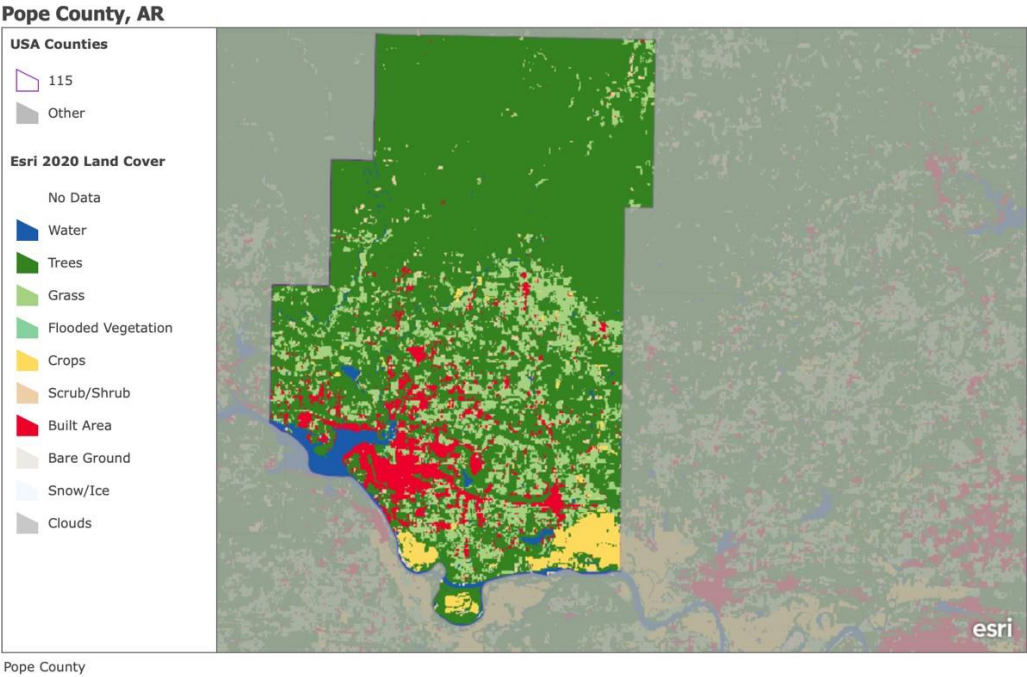 Pope County, AR
USA Counties
115
Other
Esri 2020 Land Cover
No Data
Water
Trees
Grass
Flooded Vegetation
Crops
Scrub/Shrub
Built Area
Bare Ground
Snow/Ice
Clouds
esri
Pope County